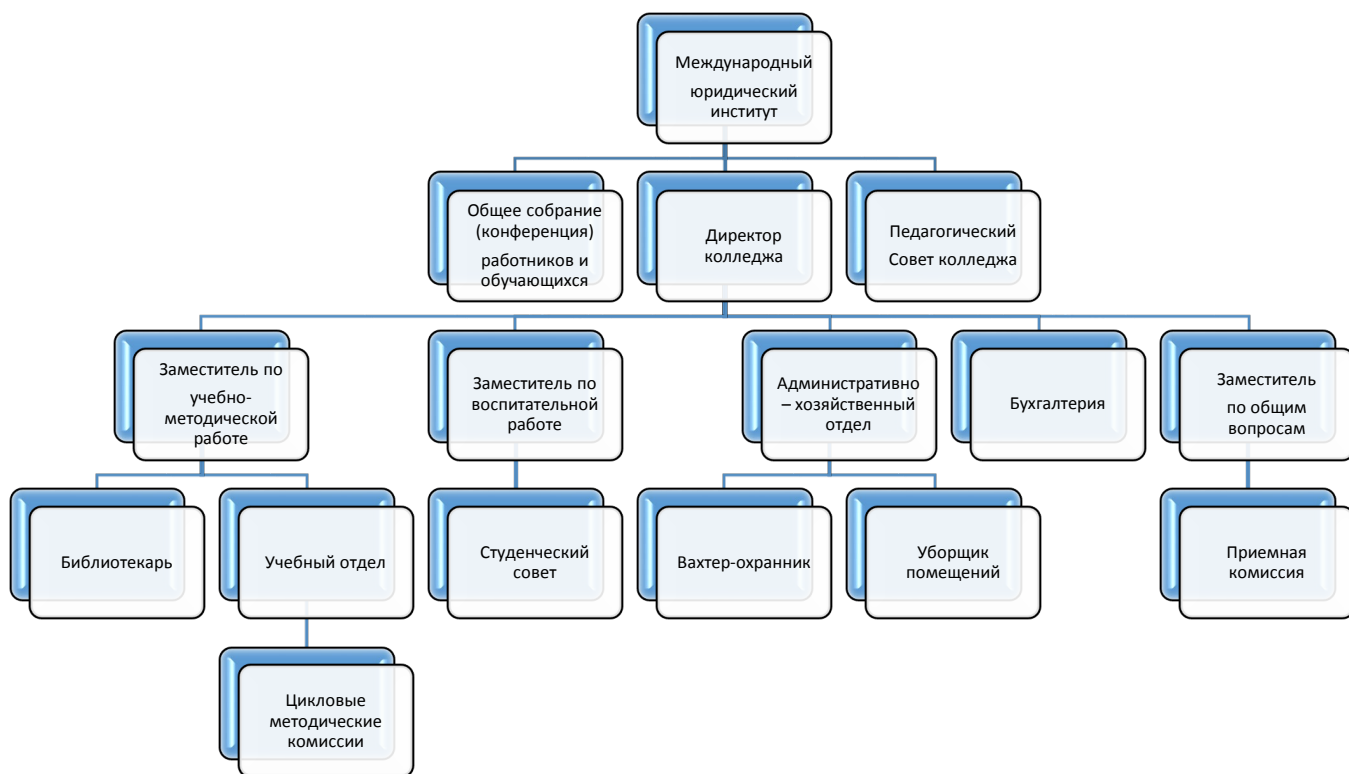 Международный
юридический
институт
Общее собрание
(конференция)
работников и
обучающихся
Директор
колледжа
Педагогический
Совет колледжа
Заместитель по
учебно-
методической
работе
Заместитель по
воспитательной
работе
Административно
– хозяйственный
отдел
Бухгалтерия
Заместитель
по общим
вопросам
Библиотекарь
Учебный отдел
Студенческий
совет
Вахтер-охранник
Уборщик
помещений
Приемная
комиссия
Цикловые
методические
комиссии